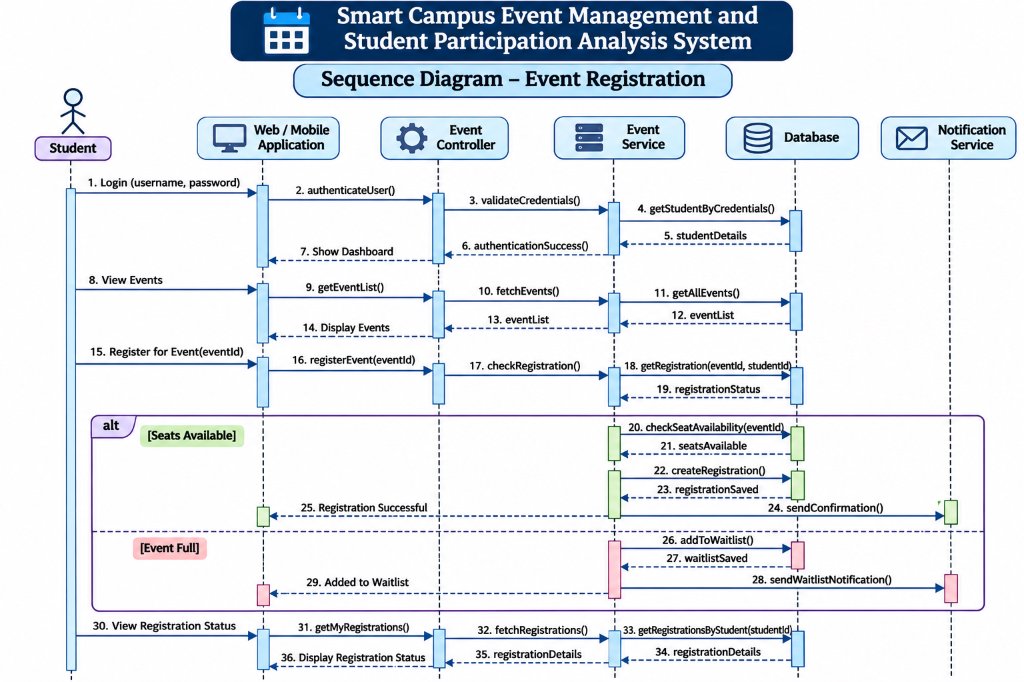 Smart Campus Event Management and
Student Participation Analysis System
Sequence Diagram – Event Registration
Student
Web / Mobile
Application
Event
Controller
Event
Service
Database
Notification
Service
1. Login (username, password)
2. authenticateUser()
3. validateCredentials()
4. getStudentByCredentials()
5. studentDetails
6. authenticationSuccess()
7. Show Dashboard
8. View Events
9. getEventList()
10. fetchEvents()
11. getAllEvents()
12. eventList
13. eventList
14. Display Events
15. Register for Event(eventId)
16. registerEvent(eventId)
17. checkRegistration()
18. getRegistration(eventId, studentId)
19. registrationStatus
alt
[Seats Available]
20. checkSeatAvailability(eventId)
21. seatsAvailable
22. createRegistration()
23. registrationSaved
24. sendConfirmation()
25. Registration Successful
[Event Full]
26. addToWaitlist()
27. waitlistSaved
28. sendWaitlistNotification()
29. Added to Waitlist
30. View Registration Status
31. getMyRegistrations()
32. fetchRegistrations()
33. getRegistrationsByStudent(studentId)
34. registrationDetails
35. registrationDetails
36. Display Registration Status